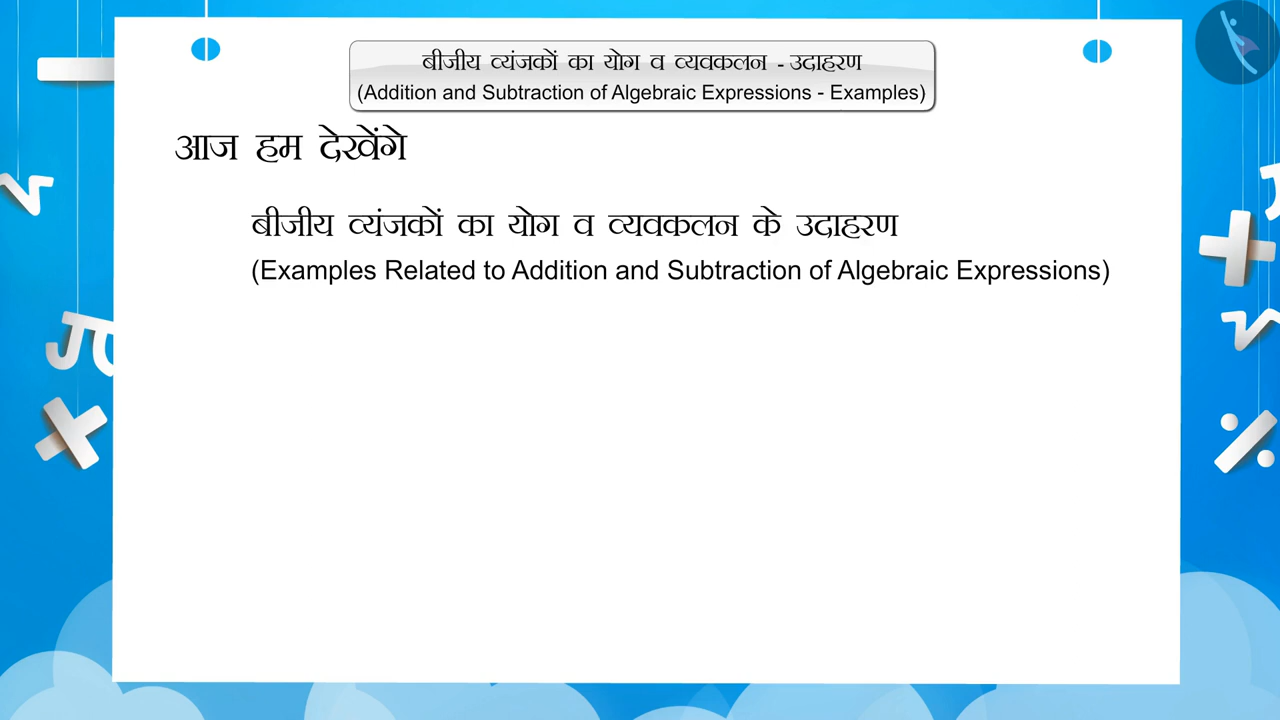 बीजीय व्यंजकों का योग व व्यवकलन - उदाहरण
(Addition and Subtraction of Algebraic Expressions - Examples)
आज हम देखेंगे
बीजीय व्यंजकों का योग व व्यवकलन के उदाहरण
(Examples Related to Addition and Subtraction of Algebraic Expressions)